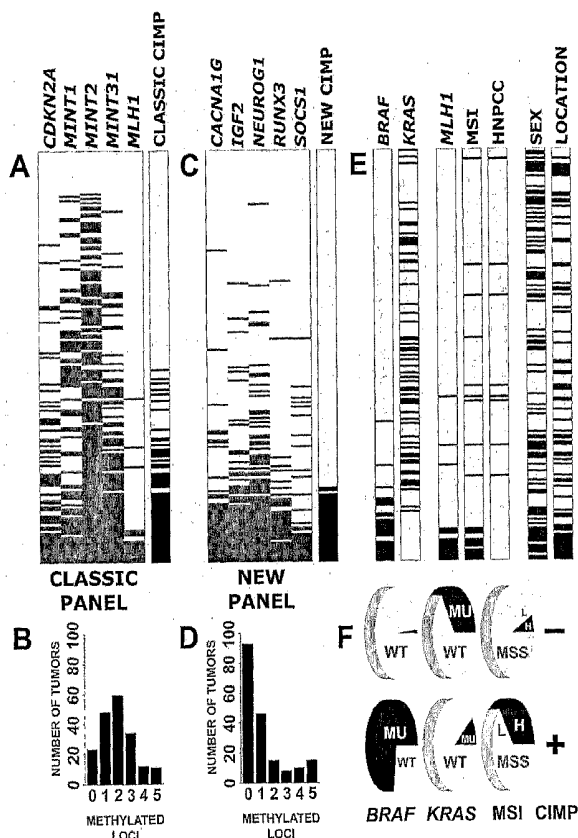 A
CDKN2A
MINT1
MINT2
MINT31
MLH1
CLASSIC CIMP
C
CACNA1G
IGF2
NEUROG1
RUNX3
SOCS1
NEW CIMP
E
BRAF
KRAS
MLH1
MSI
HNPCC
SEX
LOCATION
CLASSIC
PANEL
NEW
PANEL
B
NUMBER OF TUMORS
0 20 40 60 80 100
0 1 2 3 4 5
METHYLATED
LOCI
D
NUMBER OF TUMORS
0 20 40 60 80 100
0 1 2 3 4 5
METHYLATED
LOCI
F
WT
MU
WT
L
H
MSS
−
MU
WT
MU
WT
L
H
MSS
+
BRAF KRAS MSI CIMP